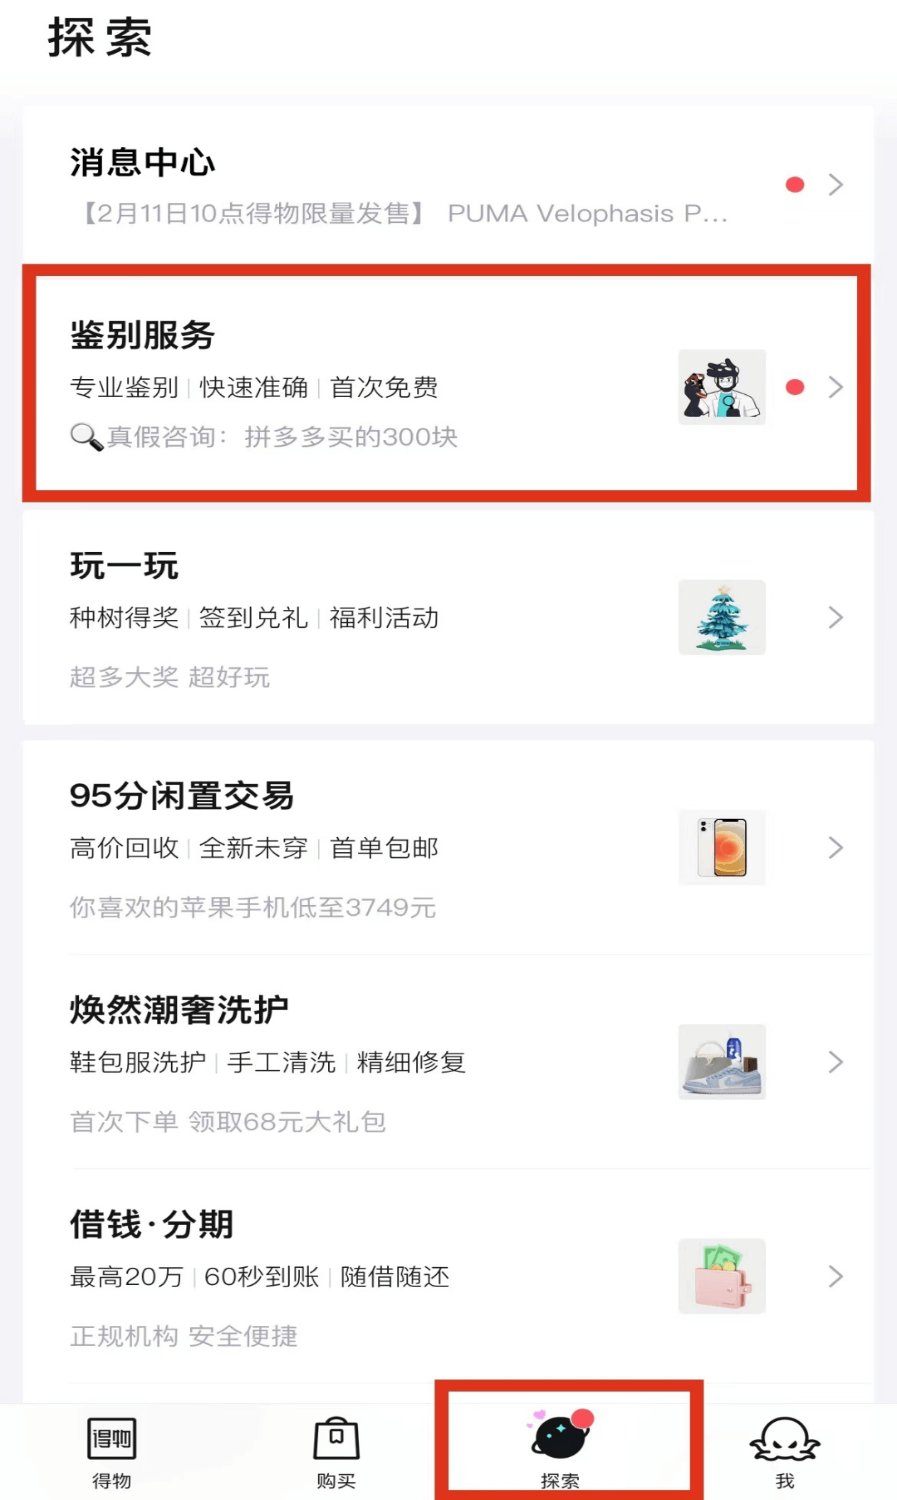 探索
消息中心
【2月11日10点得物限量发售】 PUMA Velophasis P...
鉴别服务
专业鉴别 | 快速准确 | 首次免费
真假咨询：拼多多买的300块
玩一玩
种树得奖 | 签到兑礼 | 福利活动
超多大奖 超好玩
95分闲置交易
高价回收 | 全新未穿 | 首单包邮
你喜欢的苹果手机低至3749元
焕然潮奢洗护
鞋包服洗护 | 手工清洗 | 精细修复
首次下单 领取68元大礼包
借钱·分期
最高20万 | 60秒到账 | 随借随还
正规机构 安全便捷
得物
得物 购买 探索 我